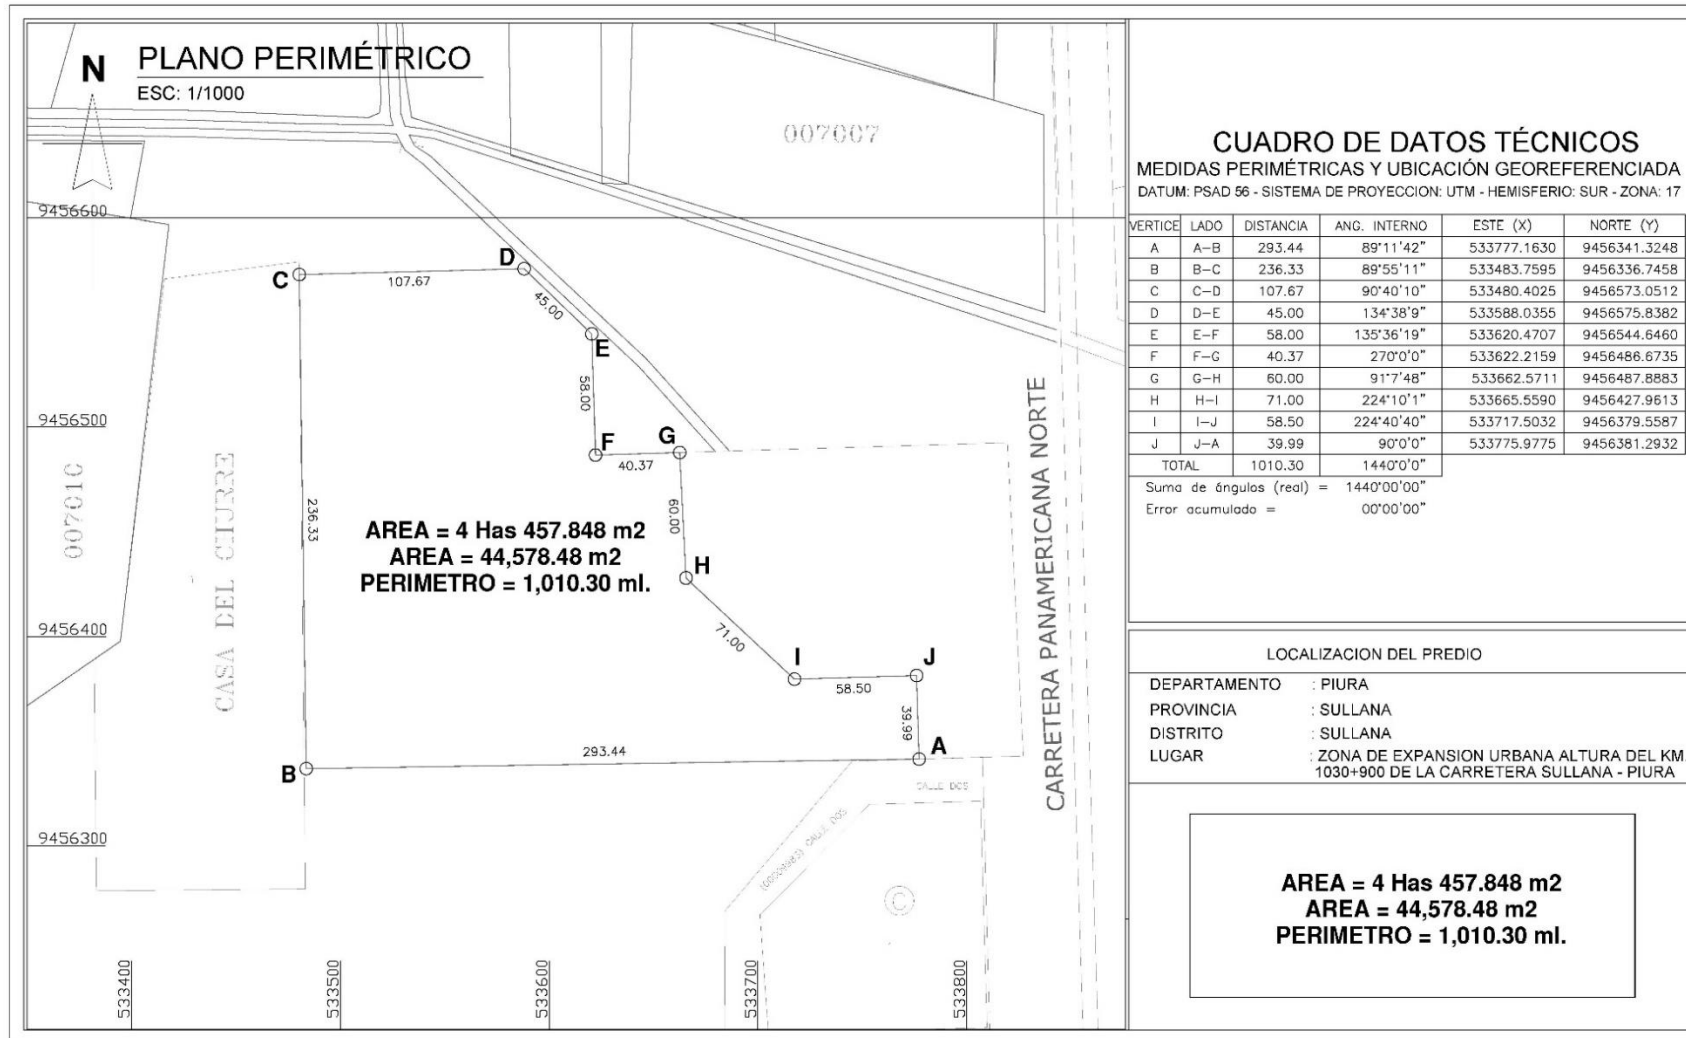 PLANO PERIMÉTRICO
ESC: 1/1000
N
007007
9456600
C
D
107.67
45.00
E
58.00
9456500
F
G
40.37
CASA DEL CHURRE
236.33
60.00
AREA = 4 Has 457.848 m2
AREA = 44,578.48 m2
PERIMETRO = 1,010.30 ml.
H
CARRETERA PANAMERICANA NORTE
9456400
71.00
I
J
58.50
39.99
293.44
A
B
CALLE DOS
CALLE DOS
9456300
C
533400
533500
533600
533700
533800
CUADRO DE DATOS TÉCNICOS
MEDIDAS PERIMÉTRICAS Y UBICACIÓN GEOREFERENCIADA
DATUM: PSAD 56 - SISTEMA DE PROYECCION: UTM - HEMISFERIO: SUR - ZONA: 17
VERTICE LADO DISTANCIA ANG. INTERNO ESTE (X) NORTE (Y)
A A-B 293.44 89°11'42" 533777.1630 9456341.3248
B B-C 236.33 89°55'11" 533483.7595 9456336.7458
C C-D 107.67 90°40'10" 533480.4025 9456573.0512
D D-E 45.00 134°38'9" 533588.0355 9456575.8382
E E-F 58.00 135°36'19" 533620.4707 9456544.6460
F F-G 40.37 270°0'0" 533622.2159 9456486.6735
G G-H 60.00 91°7'48" 533662.5711 9456487.8883
H H-I 71.00 224°10'1" 533665.5590 9456427.9613
I I-J 58.50 224°40'40" 533717.5032 9456379.5587
J J-A 39.99 90°0'0" 533775.9775 9456381.2932
TOTAL 1010.30 1440°0'0"
Suma de ángulos (real) = 1440°00'00"
Error acumulado = 00°00'00"
LOCALIZACION DEL PREDIO
DEPARTAMENTO : PIURA
PROVINCIA : SULLANA
DISTRITO : SULLANA
LUGAR : ZONA DE EXPANSION URBANA ALTURA DEL KM
1030+900 DE LA CARRETERA SULLANA - PIURA
AREA = 4 Has 457.848 m2
AREA = 44,578.48 m2
PERIMETRO = 1,010.30 ml.